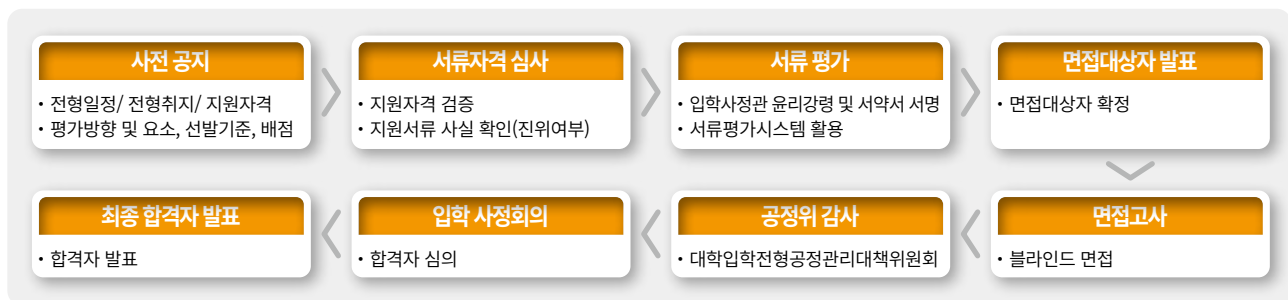 사전 공지
• 전형일정/ 전형취지/ 지원자격
• 평가방향 및 요소, 선발기준, 배점
서류자격 심사
• 지원자격 검증
• 지원서류 사실 확인(진위여부)
서류 평가
• 입학사정관 윤리강령 및 서약서 서명
• 서류평가시스템 활용
면접대상자 발표
• 면접대상자 확정
면접고사
• 블라인드 면접
공정위 감사
• 대학입학전형공정관리대책위원회
입학 사정회의
• 합격자 심의
최종 합격자 발표
• 합격자 발표